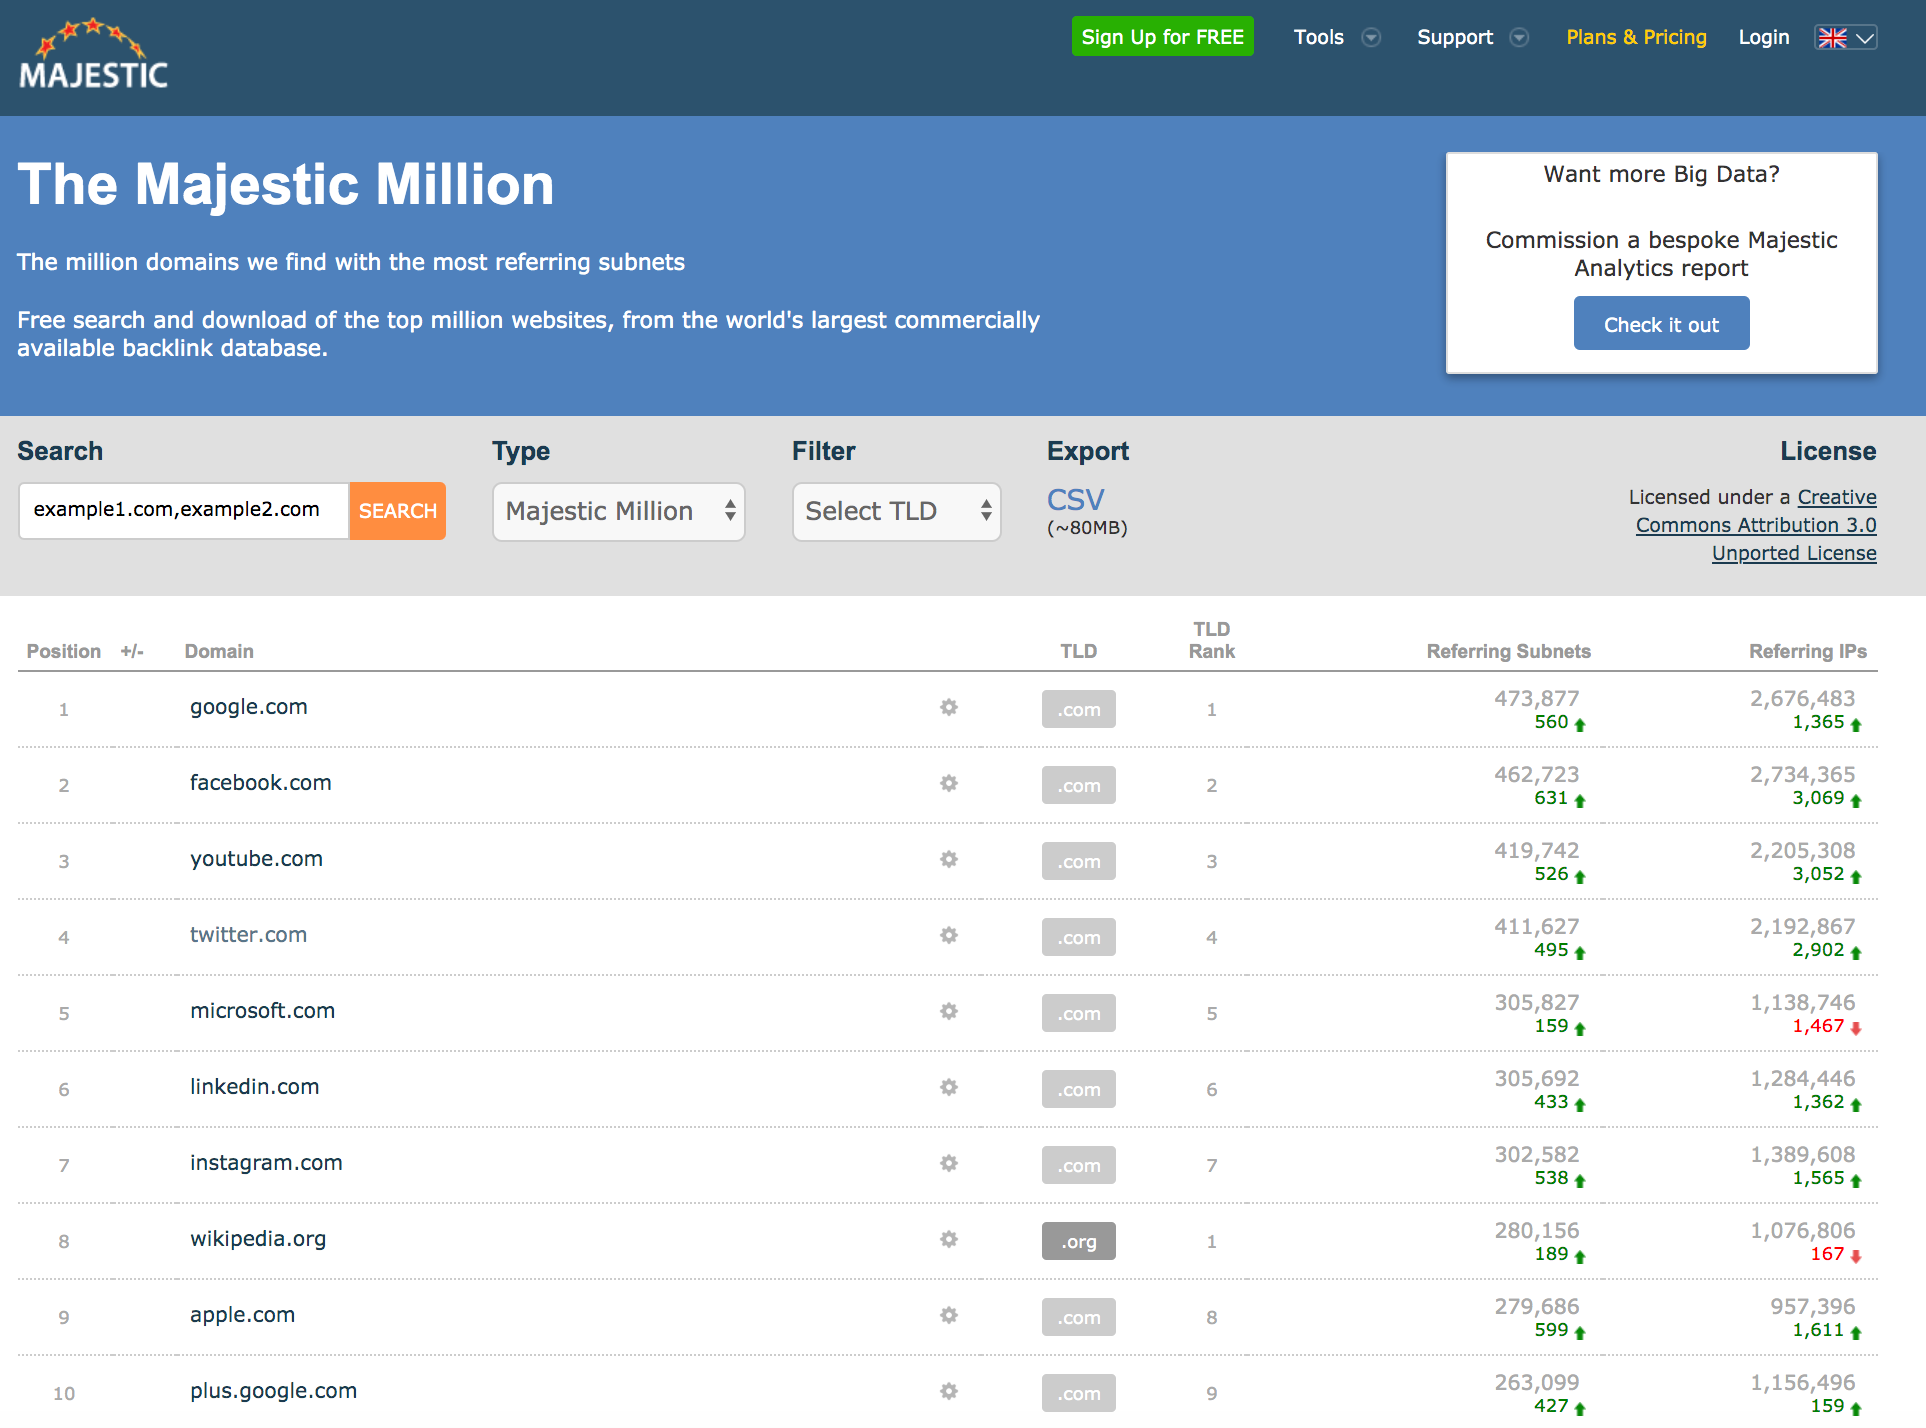 MAJESTIC
Sign Up for FREE
Tools
Support
Plans & Pricing
Login
The Majestic Million
The million domains we find with the most referring subnets
Free search and download of the top million websites, from the world's largest commercially
available backlink database.
Want more Big Data?
Commission a bespoke Majestic
Analytics report
Check it out
Search
example1.com,example2.com
SEARCH
Type
Majestic Million
Filter
Select TLD
Export
CSV
(~80MB)
License
Licensed under a Creative
Commons Attribution 3.0
Unported License
Position +/- Domain TLD TLD Rank Referring Subnets Referring IPs
1 google.com .com 1 473,877 2,676,483
560 1,365
2 facebook.com .com 2 462,723 2,734,365
631 3,069
3 youtube.com .com 3 419,742 2,205,308
526 3,052
4 twitter.com .com 4 411,627 2,192,867
495 2,902
5 microsoft.com .com 5 305,827 1,138,746
159 1,467
6 linkedin.com .com 6 305,692 1,284,446
433 1,362
7 instagram.com .com 7 302,582 1,389,608
538 1,565
8 wikipedia.org .org 1 280,156 1,076,806
189 167
9 apple.com .com 8 279,686 957,396
599 1,611
10 plus.google.com .com 9 263,099 1,156,496
427 159